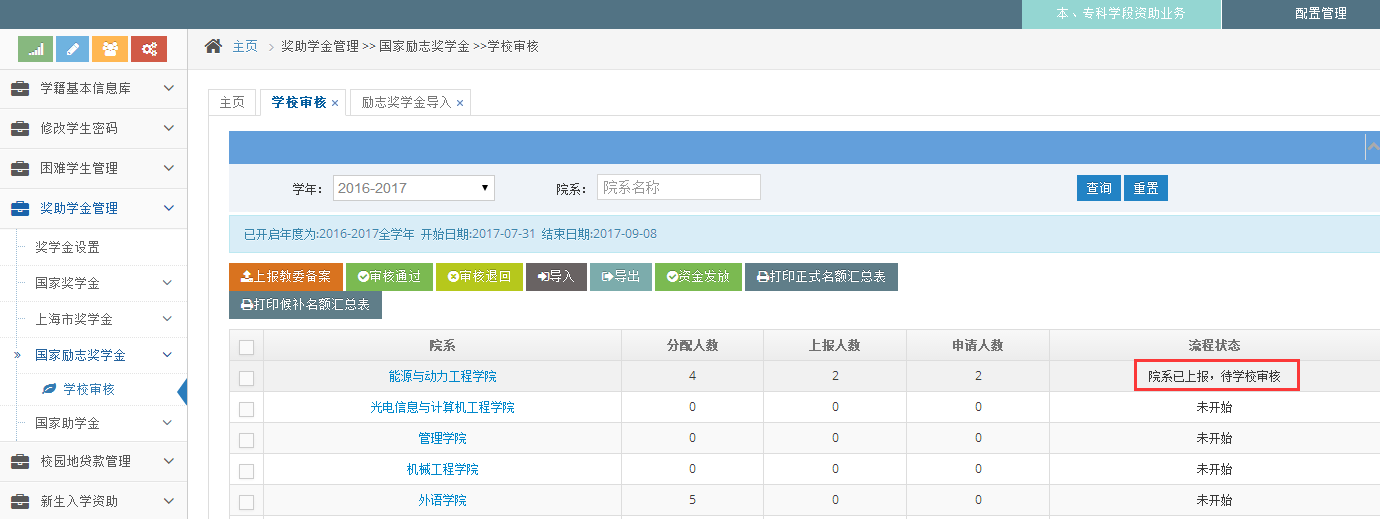 本、专科学段资助业务
配置管理
主页
奖助学金管理 >> 国家励志奖学金 >>学校审核
学籍基本信息库
修改学生密码
困难学生管理
奖助学金管理
奖学金设置
国家奖学金
上海市奖学金
国家励志奖学金
学校审核
国家助学金
校园地贷款管理
新生入学资助
主页 学校审核 × 励志奖学金导入 ×
学年: 2016-2017 院系: 院系名称 查询 重置
已开启年度为:2016-2017全学年 开始日期:2017-07-31 结束日期:2017-09-08
上报教委备案 审核通过 审核退回 导入 导出 资金发放 打印正式名额汇总表
打印候补名额汇总表
院系 分配人数 上报人数 申请人数 流程状态
能源与动力工程学院 4 2 2 院系已上报，待学校审核
光电信息与计算机工程学院 0 0 0 未开始
管理学院 0 0 0 未开始
机械工程学院 0 0 0 未开始
外语学院 5 0 0 未开始